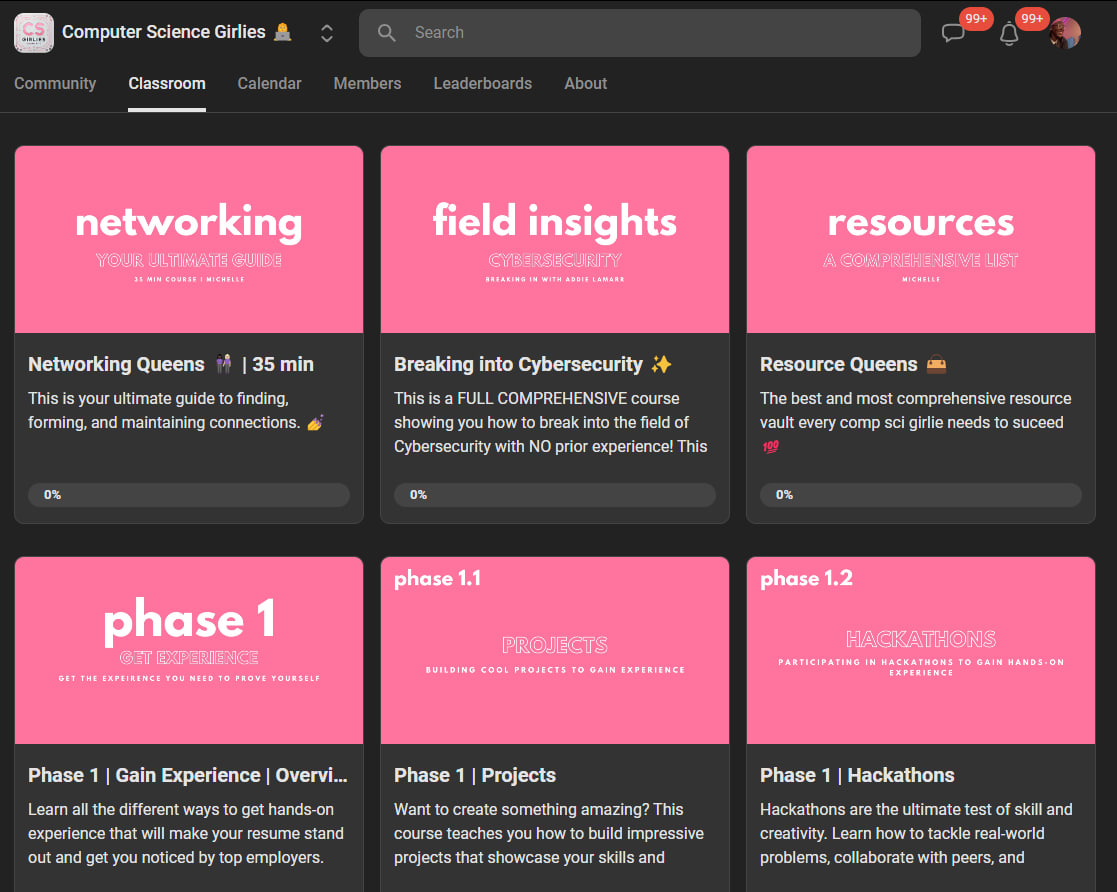 CS
GIRLIES
Computer Science Girlies 👩‍💻
Search
99+
99+
Community
Classroom
Calendar
Members
Leaderboards
About
networking
YOUR ULTIMATE GUIDE
35 MIN COURSE | MICHELLE
Networking Queens 👭 | 35 min
This is your ultimate guide to finding,
forming, and maintaining connections. 💅
0%
field insights
CYBERSECURITY
BREAKING IN WITH ADDIE LAMARR
Breaking into Cybersecurity ✨
This is a FULL COMPREHENSIVE course
showing you how to break into the field of
Cybersecurity with NO prior experience! This
0%
resources
A COMPREHENSIVE LIST
MICHELLE
Resource Queens 👜
The best and most comprehensive resource
vault every comp sci girlie needs to suceed
💯
0%
phase 1
GET EXPERIENCE
GET THE EXPEIRENCE YOU NEED TO PROVE YOURSELF
Phase 1 | Gain Experience | Overvi...
Learn all the different ways to get hands-on
experience that will make your resume stand
out and get you noticed by top employers.
phase 1.1
PROJECTS
BUILDING COOL PROJECTS TO GAIN EXPERIENCE
Phase 1 | Projects
Want to create something amazing? This
course teaches you how to build impressive
projects that showcase your skills and
phase 1.2
HACKATHONS
PARTICIPATING IN HACKATHONS TO GAIN HANDS-ON
EXPERIENCE
Phase 1 | Hackathons
Hackathons are the ultimate test of skill and
creativity. Learn how to tackle real-world
problems, collaborate with peers, and